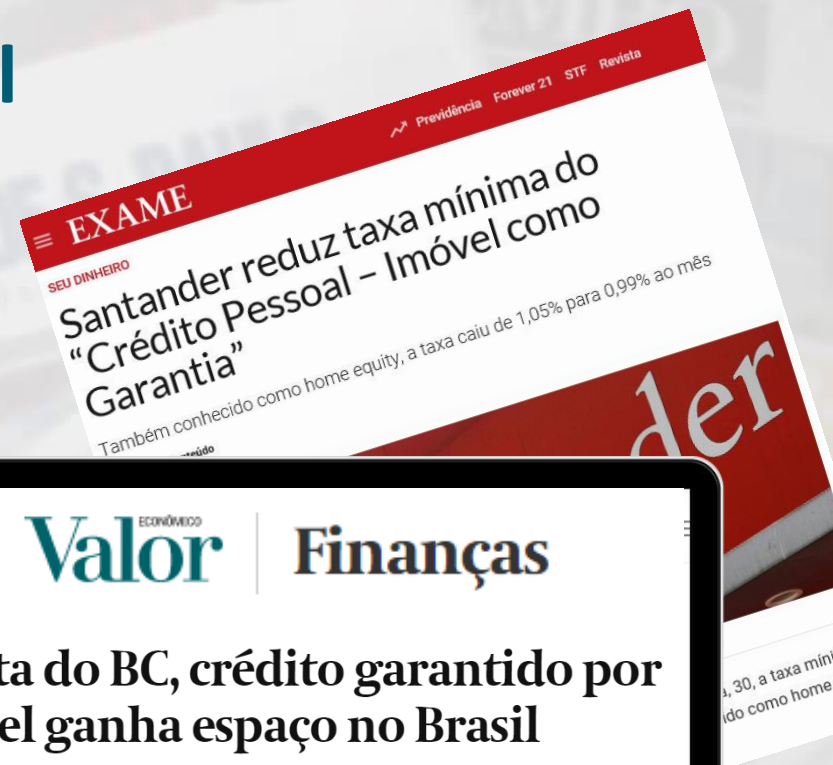 Previdência Forever 21 STF Revista
EXAME
SEU DINHEIRO
Santander reduz taxa mínima do
“Crédito Pessoal – Imóvel como
Garantia”
Também conhecido como home equity, a taxa caiu de 1,05% para 0,99% ao mês
der
Valor
ECONÔMICO
Finanças
ta do BC, crédito garantido por
el ganha espaço no Brasil
, 30, a taxa míni
ido como home